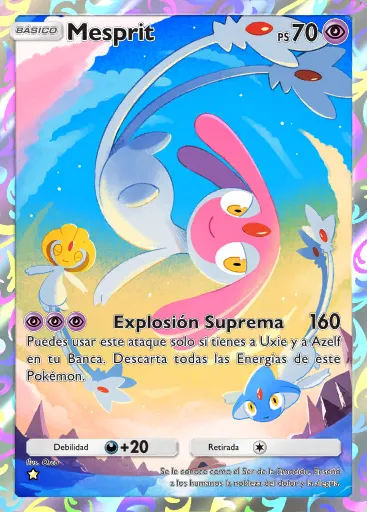 BÁSICO Mesprit PS 70
Explosión Suprema 160
Puedes usar este ataque solo si tienes a Uxie y a Azelf
en tu Banca. Descarta todas las Energías de este
Pokémon.
Debilidad +20 Retirada
Ilus.
Se le conoce como el Ser de la Emoción. Enseñó
a los humanos la nobleza del dolor y la alegría.